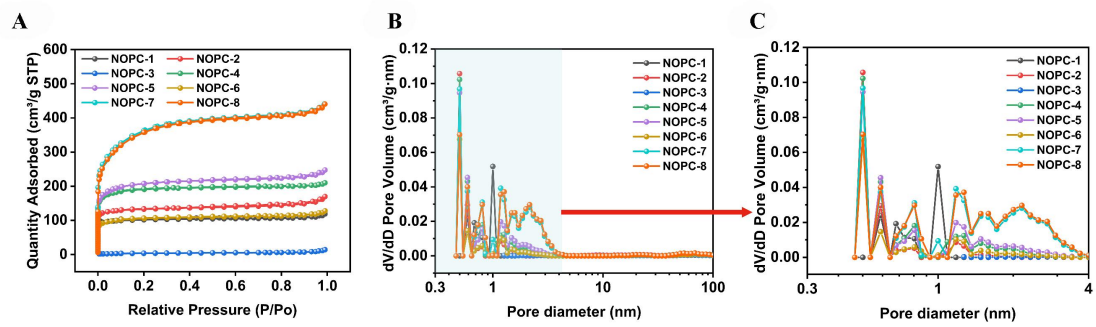 A
Quantity Adsorbed (cm³/g STP)
600
500
400
300
200
100
0
NOPC-1 NOPC-2
NOPC-3 NOPC-4
NOPC-5 NOPC-6
NOPC-7 NOPC-8
0.0 0.2 0.4 0.6 0.8 1.0
Relative Pressure (P/Po)
B
dV/dD Pore Volume (cm³/g·nm)
0.12
0.10
0.08
0.06
0.04
0.02
0.00
NOPC-1
NOPC-2
NOPC-3
NOPC-4
NOPC-5
NOPC-6
NOPC-7
NOPC-8
0.3 1 10 100
Pore diameter (nm)
C
dV/dD Pore Volume (cm³/g·nm)
0.12
0.10
0.08
0.06
0.04
0.02
0.00
NOPC-1
NOPC-2
NOPC-3
NOPC-4
NOPC-5
NOPC-6
NOPC-7
NOPC-8
0.3 1 4
Pore diameter (nm)